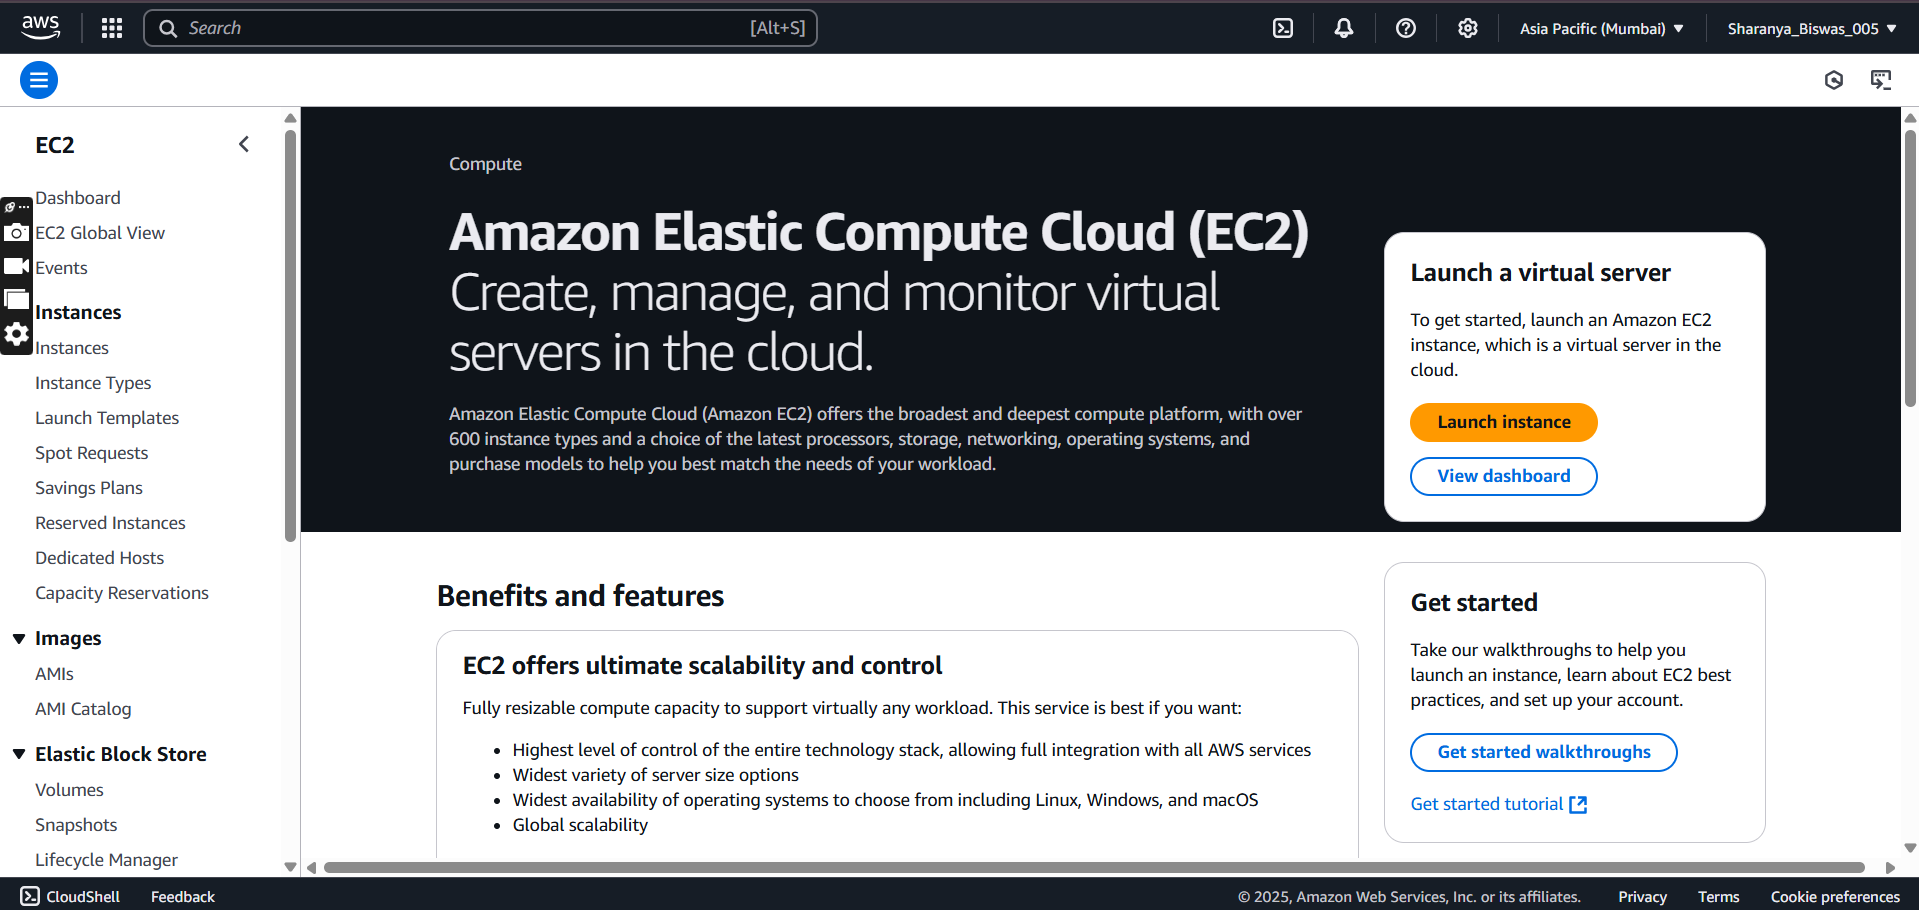 aws
Search [Alt+S]
Asia Pacific (Mumbai)
Sharanya_Biswas_005
EC2
Dashboard
EC2 Global View
Events
Instances
Instances
Instance Types
Launch Templates
Spot Requests
Savings Plans
Reserved Instances
Dedicated Hosts
Capacity Reservations
Images
AMIs
AMI Catalog
Elastic Block Store
Volumes
Snapshots
Lifecycle Manager
Compute
Amazon Elastic Compute Cloud (EC2)
Create, manage, and monitor virtual
servers in the cloud.
Amazon Elastic Compute Cloud (Amazon EC2) offers the broadest and deepest compute platform, with over
600 instance types and a choice of the latest processors, storage, networking, operating systems, and
purchase models to help you best match the needs of your workload.
Launch a virtual server
To get started, launch an Amazon EC2
instance, which is a virtual server in the
cloud.
Launch instance
View dashboard
Benefits and features
EC2 offers ultimate scalability and control
Fully resizable compute capacity to support virtually any workload. This service is best if you want:
• Highest level of control of the entire technology stack, allowing full integration with all AWS services
• Widest variety of server size options
• Widest availability of operating systems to choose from including Linux, Windows, and macOS
• Global scalability
Get started
Take our walkthroughs to help you
launch an instance, learn about EC2 best
practices, and set up your account.
Get started walkthroughs
Get started tutorial
CloudShell
Feedback
© 2025, Amazon Web Services, Inc. or its affiliates.
Privacy
Terms
Cookie preferences